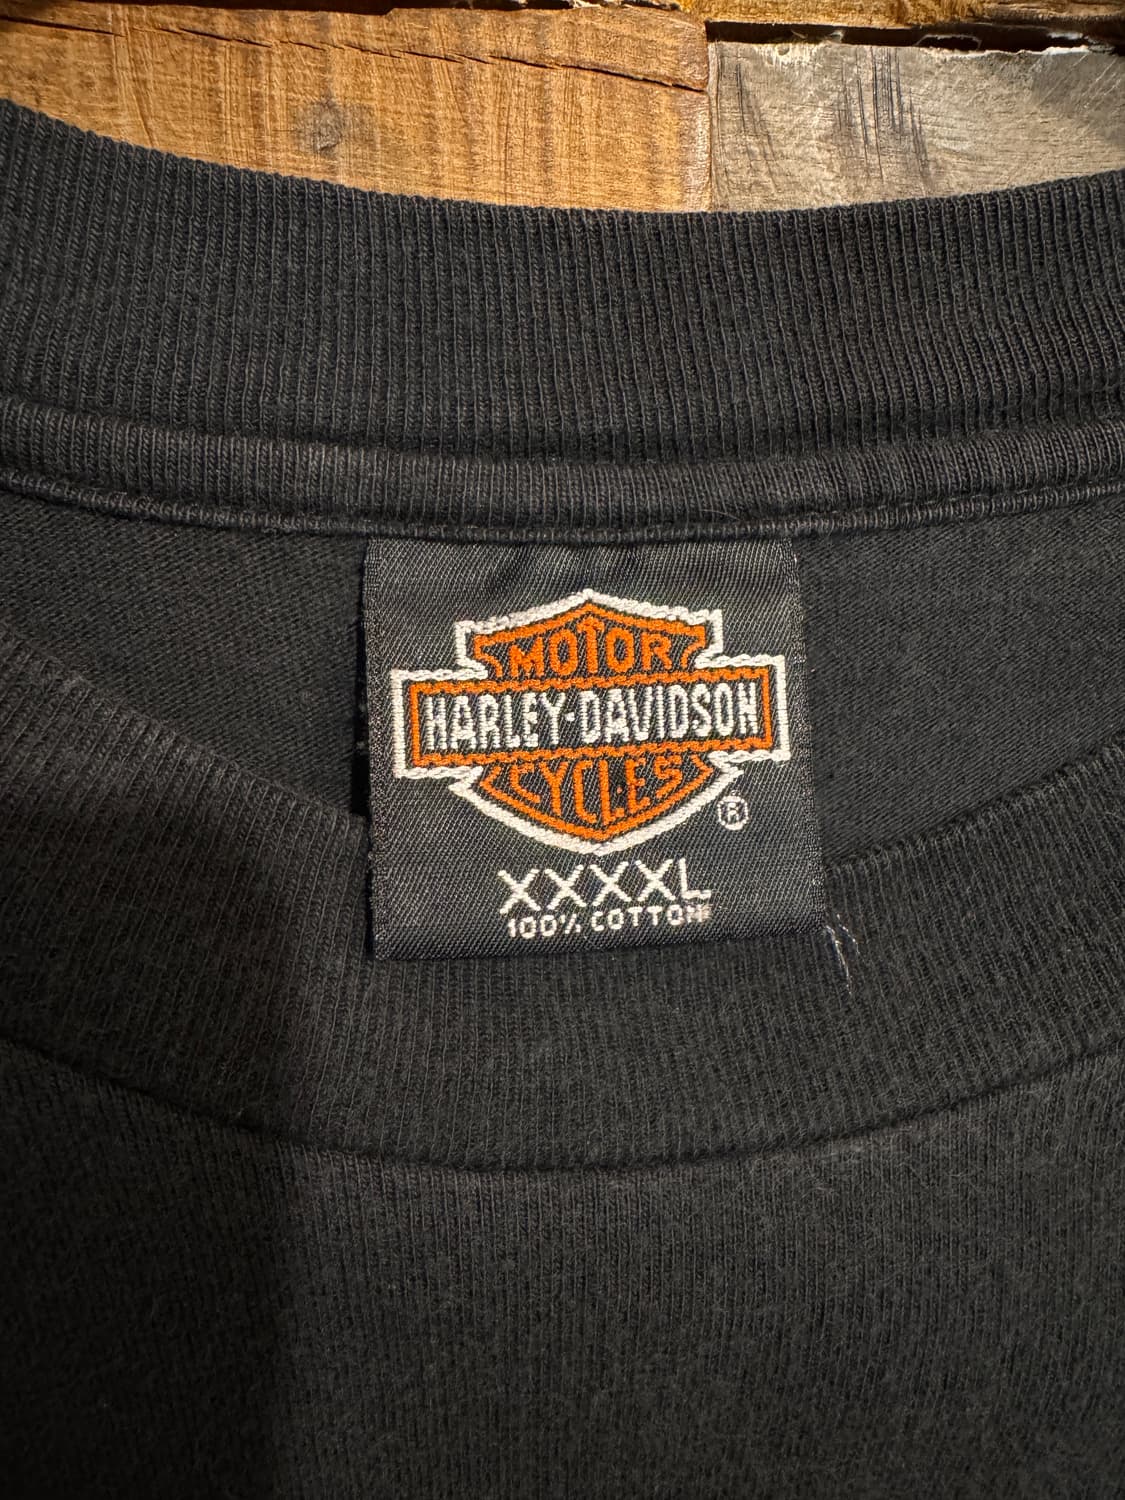 MOTOR
HARLEY-DAVIDSON
CYCLES
®
XXXXL
100% COTTON